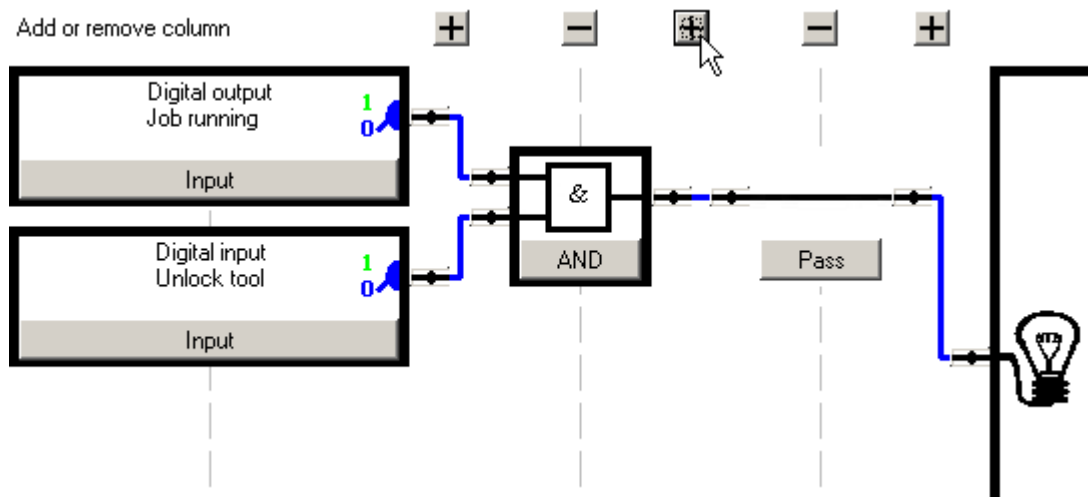 Add or remove column
Digital output
Job running
1
0
Input
Digital input
Unlock tool
1
0
Input
&
AND
Pass